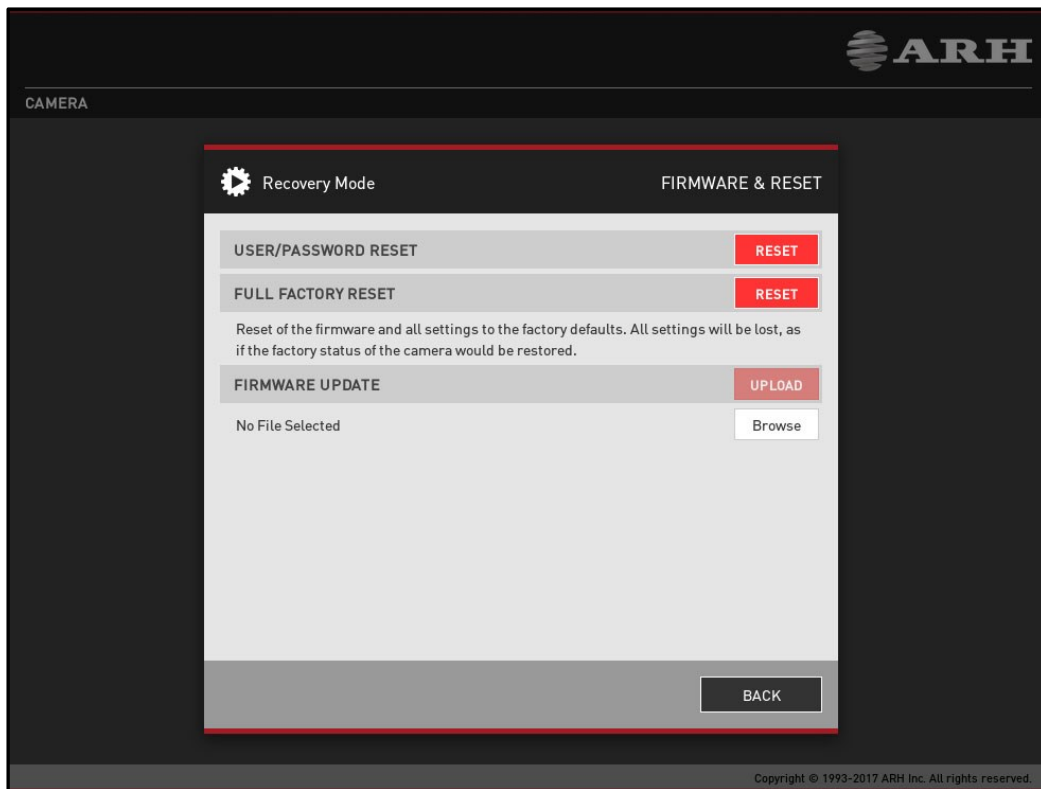 ARH
CAMERA
Recovery Mode
FIRMWARE & RESET
USER/PASSWORD RESET
RESET
FULL FACTORY RESET
RESET
Reset of the firmware and all settings to the factory defaults. All settings will be lost, as
if the factory status of the camera would be restored.
FIRMWARE UPDATE
UPLOAD
No File Selected
Browse
BACK
Copyright © 1993-2017 ARH Inc. All rights reserved.